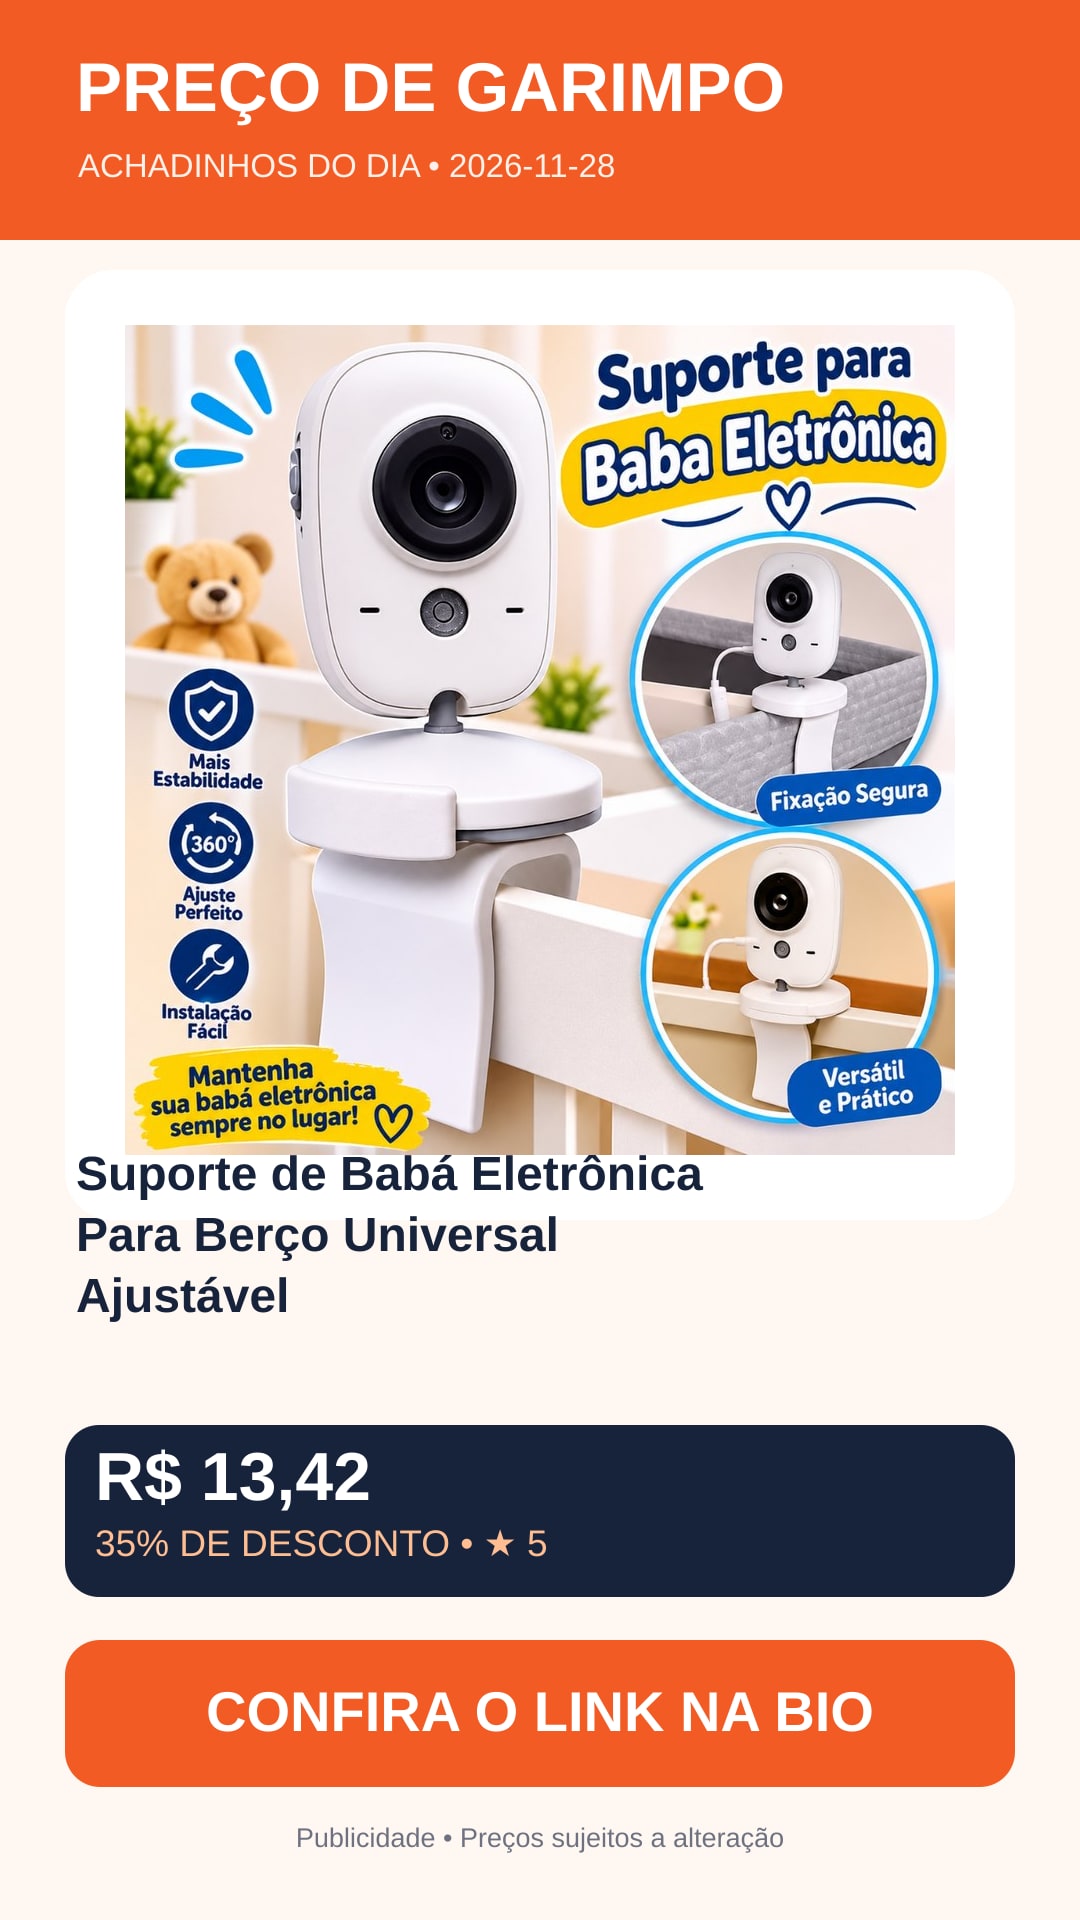 PREÇO DE GARIMPO
ACHADINHOS DO DIA • 2026-11-28
Suporte para
Baba Eletrônica
Mais
Estabilidade
360°
Ajuste
Perfeito
Instalação
Fácil
Fixação Segura
Versátil
e Prático
Mantenha
sua babá eletrônica
sempre no lugar!
Suporte de Babá Eletrônica
Para Berço Universal
Ajustável
R$ 13,42
35% DE DESCONTO • ★ 5
CONFIRA O LINK NA BIO
Publicidade • Preços sujeitos a alteração